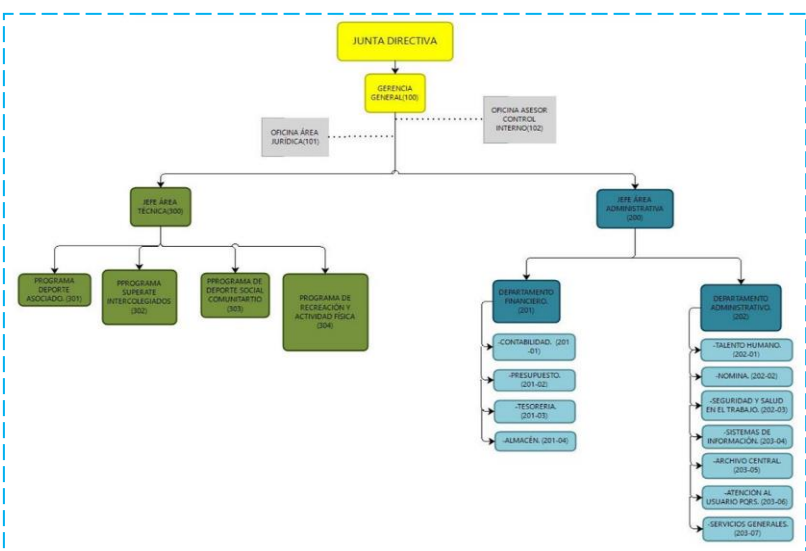 JUNTA DIRECTIVA
GERENCIA
GENERAL(100)
OFICINA ASESOR
CONTROL
INTERNO(102)
OFICINA ÁREA
JURÍDICA(101)
JEFE ÁREA
TÉCNICA(300)
JEFE ÁREA
ADMINISTRATIVA
(200)
PROGRAMA
DEPORTE
ASOCIADO. (301)
PPROGRAMA
SUPERATE
INTERCOLEGIADOS
(302)
PPROGRAMA DE
DEPORTE SOCIAL
COMUNITARTIO
(303)
PROGRAMA DE
RECREACIÓN Y
ACTIVIDAD FÍSICA
(304)
DEPARTAMENTO
FINANCIERO.
(201)
-CONTABILIDAD. (201
-01)
-PRESUPUESTO.
(201-02)
-TESORERIA.
(201-03)
-ALMACÉN. (201-04)
DEPARTAMENTO
ADMINISTRATIVO.
(202)
-TALENTO HUMANO.
(202-01)
-NOMINA. (202-02)
-SEGURIDAD Y SALUD
EN EL TRABAJO. (202-03)
-SISTEMAS DE
INFORMACIÓN. (203-04)
-ARCHIVO CENTRAL.
(203-05)
-ATENCIÓN AL
USUARIO PQRS. (203-06)
-SERVICIOS GENERALES.
(203-07)